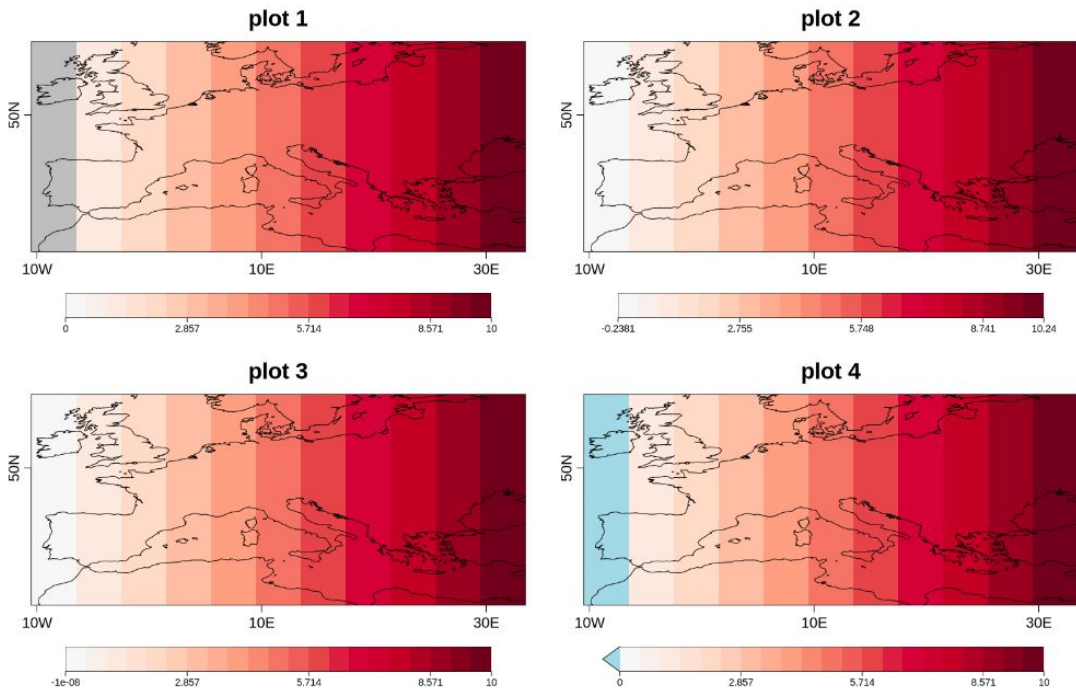 plot 1
50N
10W 10E 30E
0 2.857 5.714 8.571 10
plot 2
50N
10W 10E 30E
-0.2381 2.755 5.748 8.741 10.24
plot 3
50N
10W 10E 30E
-1e-08 2.857 5.714 8.571 10
plot 4
50N
10W 10E 30E
0 2.857 5.714 8.571 10